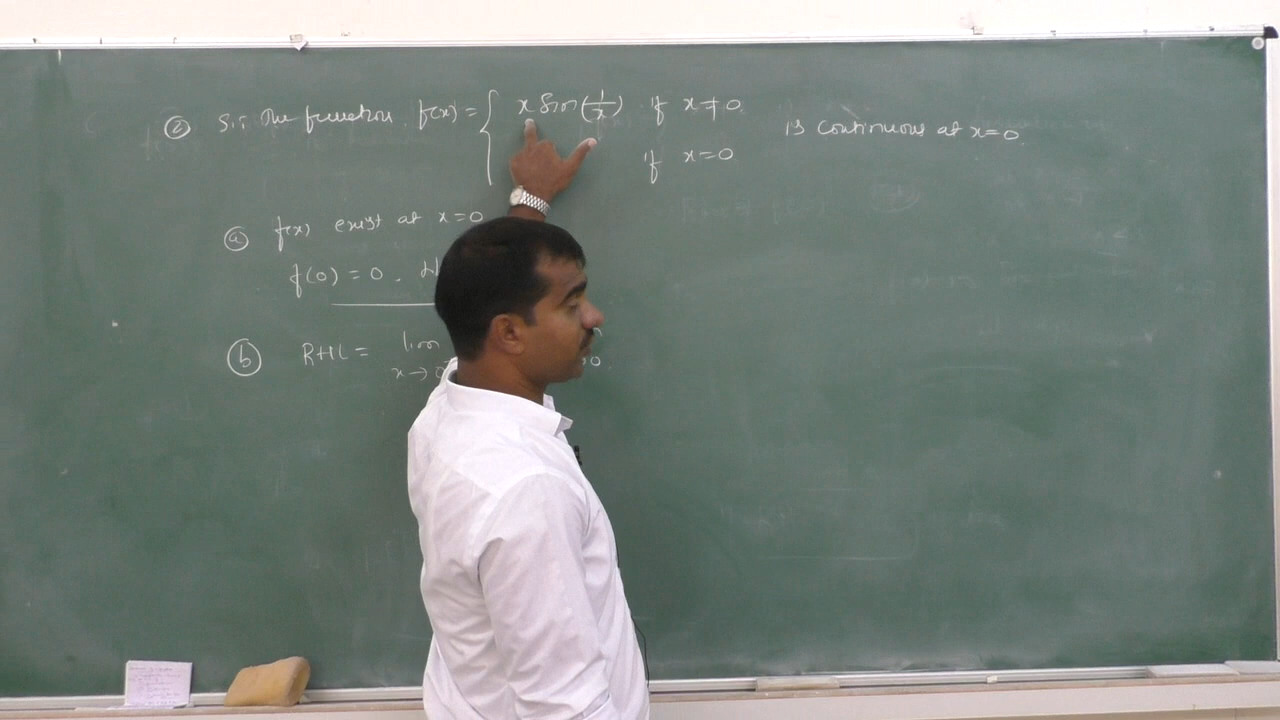 ② S.T The function f(x) = { x Sin(1/x) if x≠0
if x=0
is continuous at x=0.
ⓐ f(x) exist at x=0
f(0) = 0.
ⓑ RHL = lim
x→0